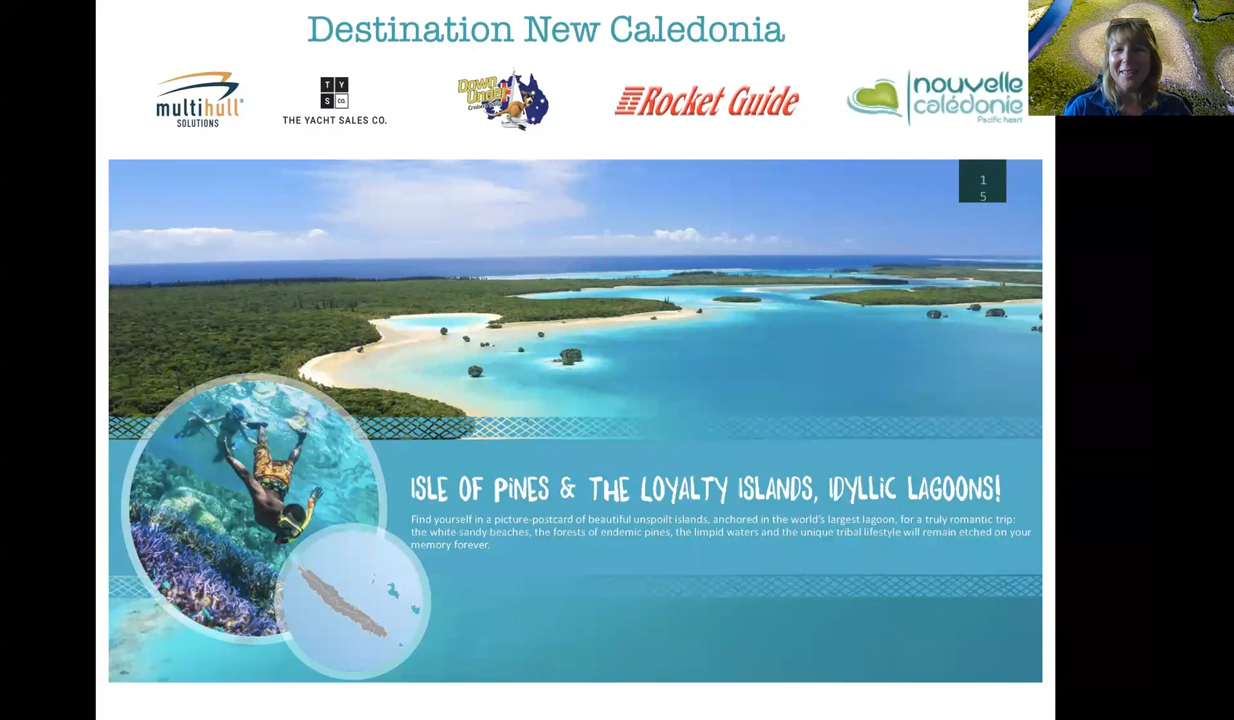 Destination New Caledonia
multihull®
SOLUTIONS
T Y
S CO.
THE YACHT SALES CO.
Down
Under
Rocket Guide
nouvelle
calédonie
Pacific heart
1
5
ISLE OF PINES & THE LOYALTY ISLANDS, IDYLLIC LAGOONS!
Find yourself in a picture-postcard of beautiful unspoilt islands, anchored in the world's largest lagoon, for a truly romantic trip:
the white sandy beaches, the forests of endemic pines, the limpid waters and the unique tribal lifestyle will remain etched on your
memory forever.